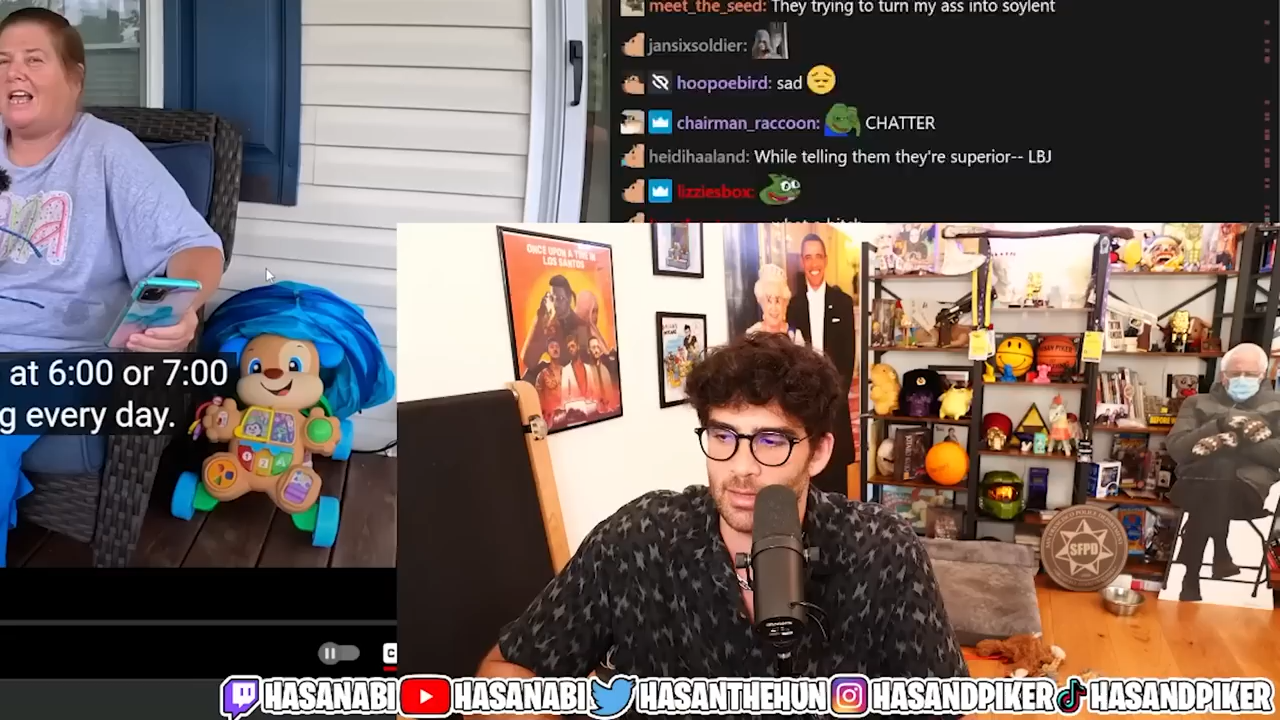 meet_the_seed: They trying to turn my ass into soylent
jansixsoldier:
hoopoebird: sad
chairman_raccoon: CHATTER
heidihaaland: While telling them they're superior-- LBJ
lizziesbox:
ONCE UPON A TIME IN
LOS SANTOS
at 6:00 or 7:00
g every day.
SFPD
HASANABI
HASANABI
HASANTHEHUN
HASANDPIKER
HASANDPIKER